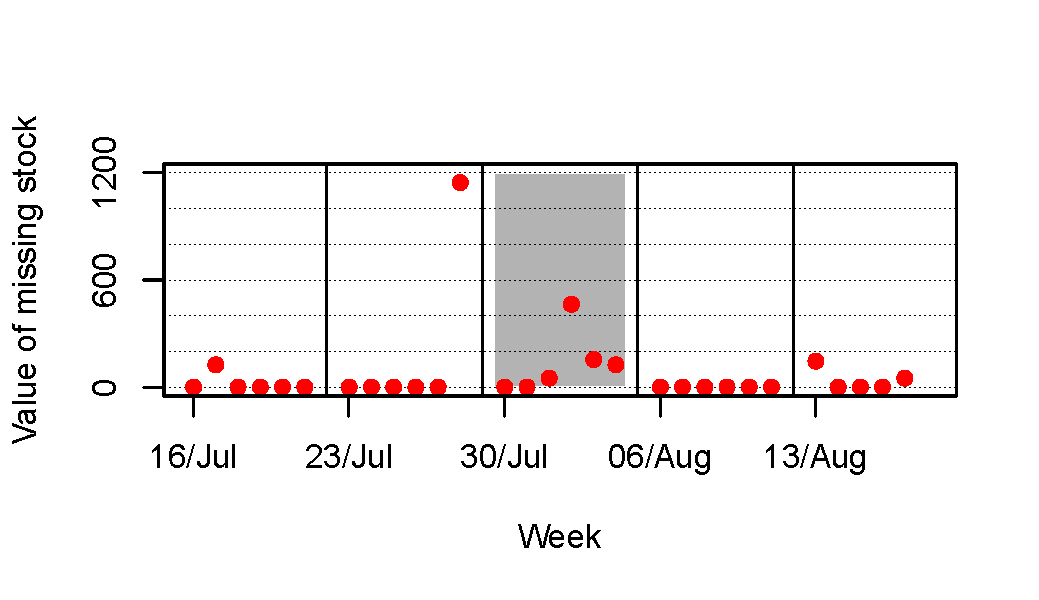 Value of missing stock
1200
600
0
16/Jul 23/Jul 30/Jul 06/Aug 13/Aug
Week